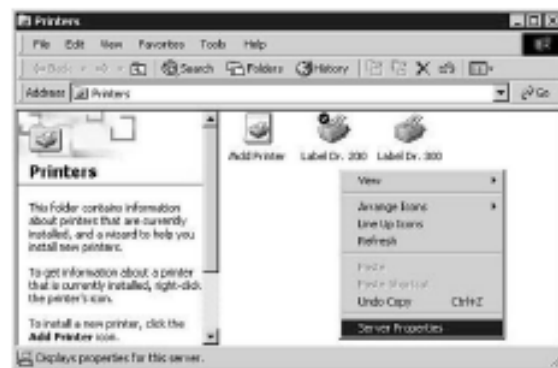 Printers
File Edit View Favorites Tools Help
Back Search Folders History
Address Printers Go
Printers
This folder contains information
about printers that are currently
installed, and a wizard to help you
install new printers.
To get information about a printer
that is currently installed, right-click
the printer's icon.
To install a new printer, click the
Add Printer icon.
Add Printer Label Dr. 200 Label Dr. 300
View
Arrange Icons
Line Up Icons
Refresh
Paste
Paste Shortcut
Undo Copy Ctrl+Z
Server Properties
Displays properties for this server.